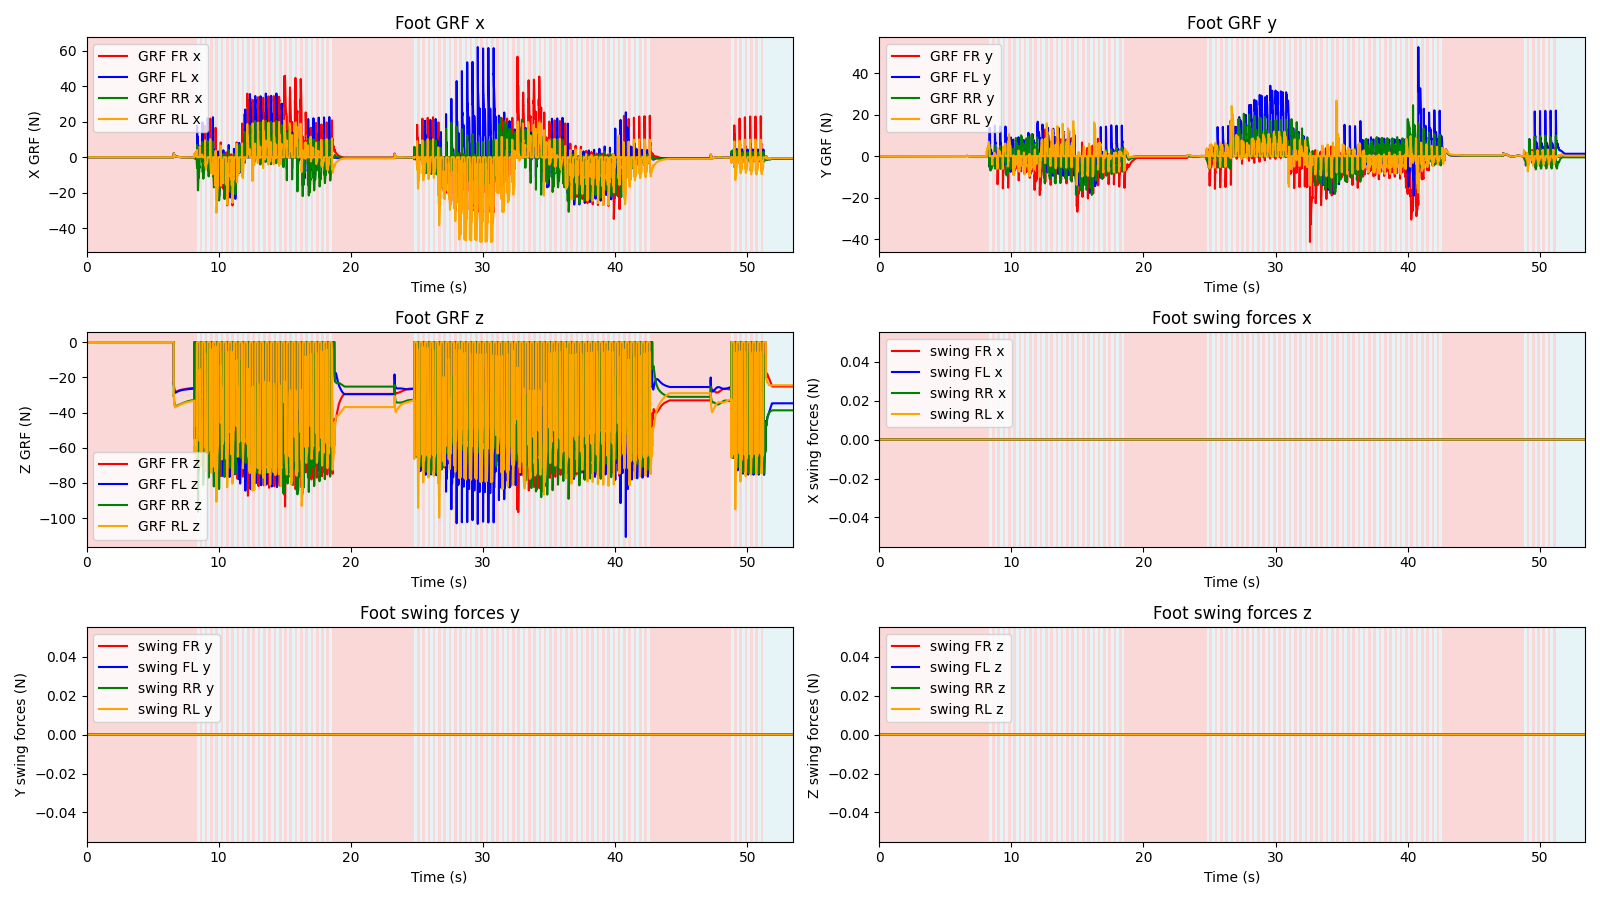 Foot GRF x
X GRF (N)
60
40
20
0
−20
−40
GRF FR x
GRF FL x
GRF RR x
GRF RL x
0 10 20 30 40 50
Time (s)
Foot GRF y
Y GRF (N)
40
20
0
−20
−40
GRF FR y
GRF FL y
GRF RR y
GRF RL y
0 10 20 30 40 50
Time (s)
Foot GRF z
Z GRF (N)
0
−20
−40
−60
−80
−100
GRF FR z
GRF FL z
GRF RR z
GRF RL z
0 10 20 30 40 50
Time (s)
Foot swing forces x
X swing forces (N)
0.04
0.02
0.00
−0.02
−0.04
swing FR x
swing FL x
swing RR x
swing RL x
0 10 20 30 40 50
Time (s)
Foot swing forces y
Y swing forces (N)
0.04
0.02
0.00
−0.02
−0.04
swing FR y
swing FL y
swing RR y
swing RL y
0 10 20 30 40 50
Time (s)
Foot swing forces z
Z swing forces (N)
0.04
0.02
0.00
−0.02
−0.04
swing FR z
swing FL z
swing RR z
swing RL z
0 10 20 30 40 50
Time (s)